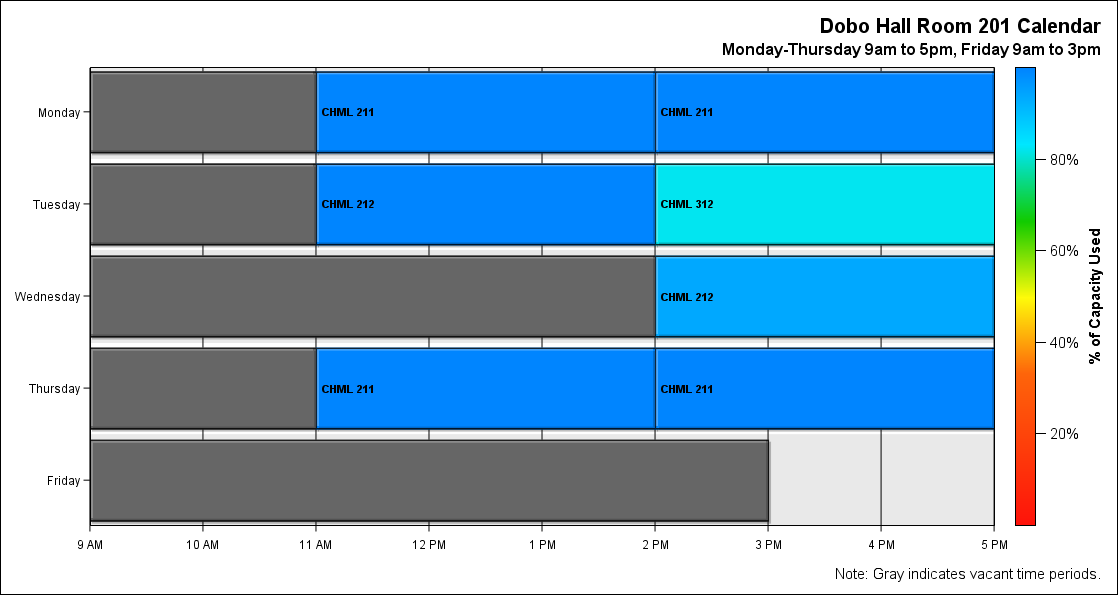 Dobo Hall Room 201 Calendar
Monday-Thursday 9am to 5pm, Friday 9am to 3pm
Monday
CHML 211
CHML 211
Tuesday
CHML 212
CHML 312
Wednesday
CHML 212
Thursday
CHML 211
CHML 211
Friday
9 AM
10 AM
11 AM
12 PM
1 PM
2 PM
3 PM
4 PM
5 PM
80%
60%
40%
20%
% of Capacity Used
Note: Gray indicates vacant time periods.